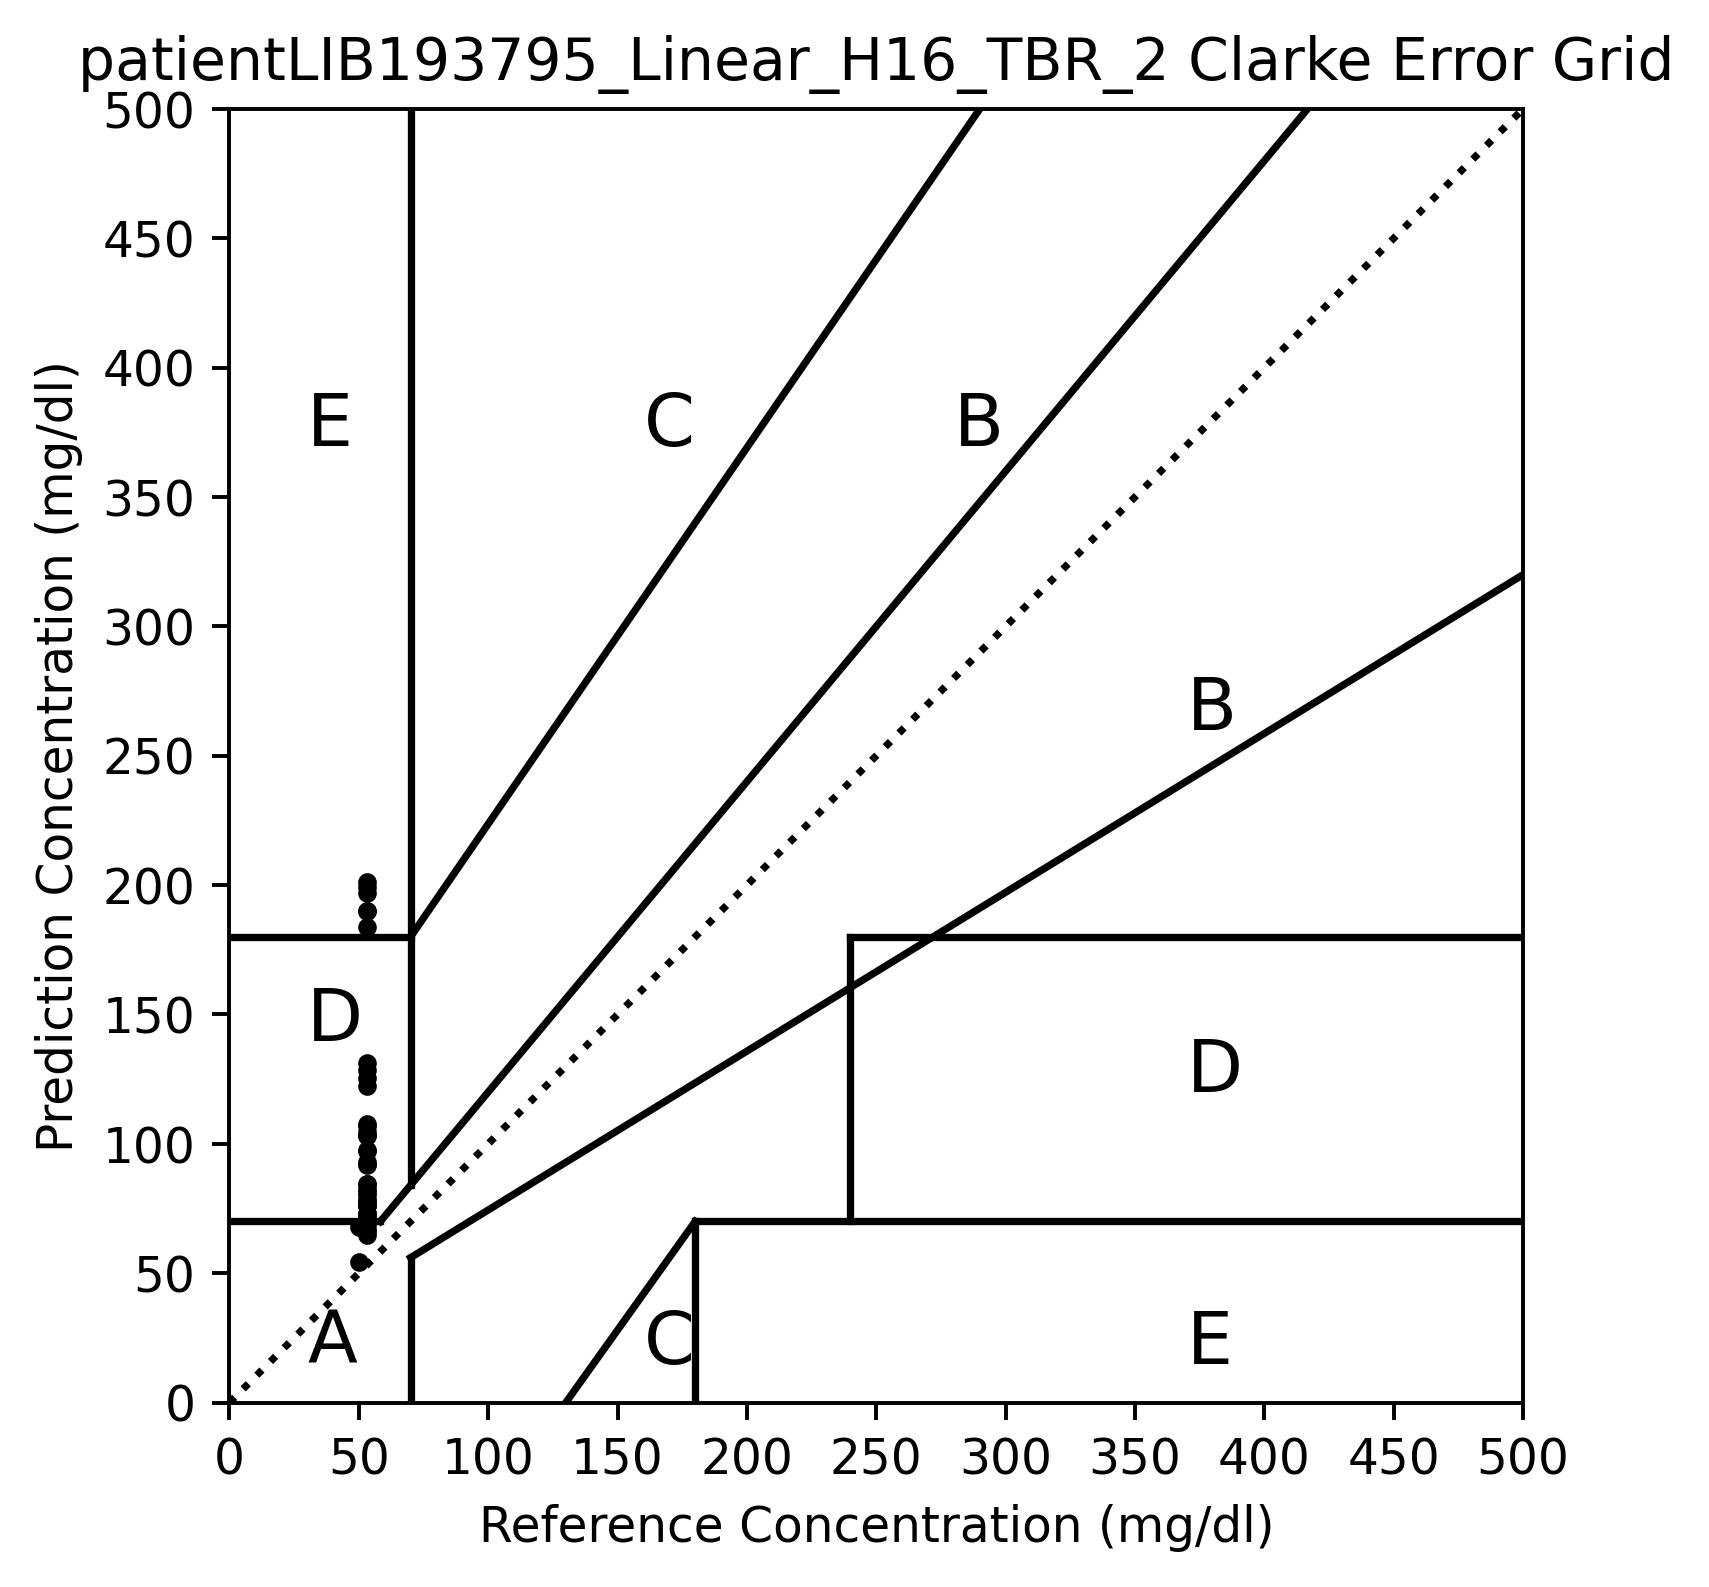 patientLIB193795_Linear_H16_TBR_2 Clarke Error Grid
500
450
400
350
300
250
200
150
100
50
0
Prediction Concentration (mg/dl)
E
C
B
B
D
D
A
C
E
0 50 100 150 200 250 300 350 400 450 500
Reference Concentration (mg/dl)